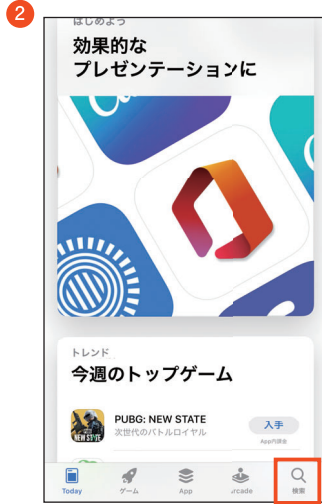 2
はじめよう
効果的な
プレゼンテーションに
トレンド
今週のトップゲーム
NEW STATE
PUBG: NEW STATE
次世代のバトルロイヤル
入手
App内課金
Today
ゲーム
App
rcade
検索